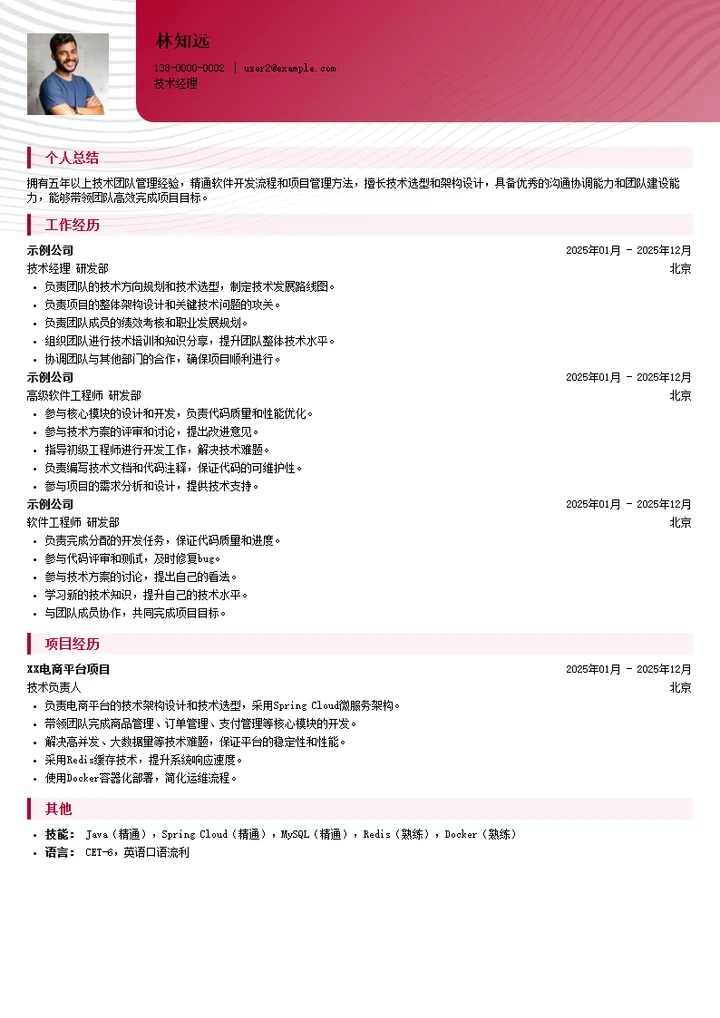 林知远
138-0000-0002 | user2@example.com
技术经理
个人总结
拥有五年以上技术团队管理经验，精通软件开发流程和项目管理方法，擅长技术选型和架构设计，具备优秀的沟通协调能力和团队建设能
力，能够带领团队高效完成项目目标。
工作经历
示例公司 2025年01月 - 2025年12月
技术经理 研发部 北京
• 负责团队的技术方向规划和技术选型，制定技术发展路线图。
• 负责项目的整体架构设计和关键技术问题的攻关。
• 负责团队成员的绩效考核和职业发展规划。
• 组织团队进行技术培训和知识分享，提升团队整体技术水平。
• 协调团队与其他部门的合作，确保项目顺利进行。
示例公司 2025年01月 - 2025年12月
高级软件工程师 研发部 北京
• 参与核心模块的设计和开发，负责代码质量和性能优化。
• 参与技术方案的评审和讨论，提出改进意见。
• 指导初级工程师进行开发工作，解决技术难题。
• 负责编写技术文档和代码注释，保证代码的可维护性。
• 参与项目的需求分析和设计，提供技术支持。
示例公司 2025年01月 - 2025年12月
软件工程师 研发部 北京
• 负责完成分配的开发任务，保证代码质量和进度。
• 参与代码评审和测试，及时修复bug。
• 参与技术方案的讨论，提出自己的看法。
• 学习新的技术知识，提升自己的技术水平。
• 与团队成员协作，共同完成项目目标。
项目经历
XX电商平台项目 2025年01月 - 2025年12月
技术负责人 北京
• 负责电商平台的技术架构设计和技术选型，采用Spring Cloud微服务架构。
• 带领团队完成商品管理、订单管理、支付管理等核心模块的开发。
• 解决高并发、大数据量等技术难题，保证平台的稳定性和性能。
• 采用Redis缓存技术，提升系统响应速度。
• 使用Docker容器化部署，简化运维流程。
其他
• 技能： Java（精通），Spring Cloud（精通），MySQL（精通），Redis（熟练），Docker（熟练）
• 语言： CET-6，英语口语流利